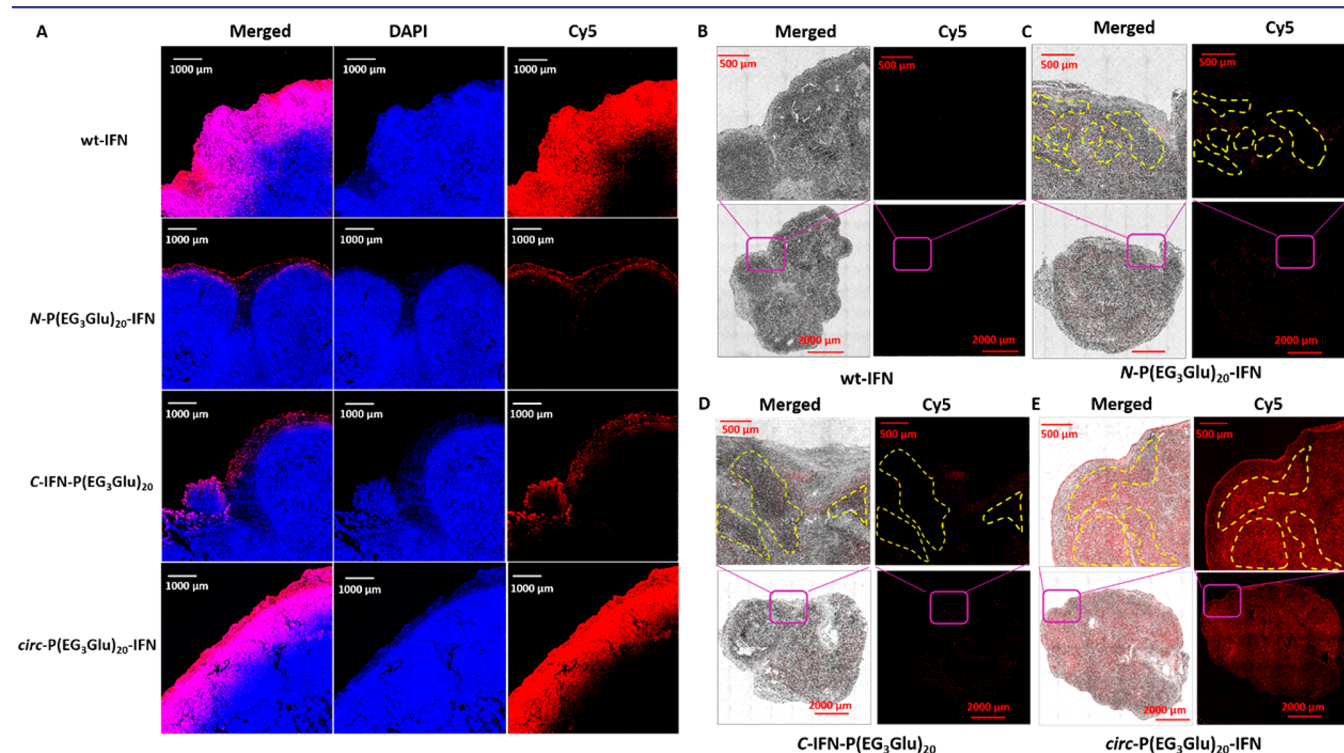 A
Merged DAPI Cy5
1000 µm 1000 µm 1000 µm
wt-IFN
1000 µm 1000 µm 1000 µm
N-P(EG₃Glu)₂₀-IFN
1000 µm 1000 µm 1000 µm
C-IFN-P(EG₃Glu)₂₀
1000 µm 1000 µm 1000 µm
circ-P(EG₃Glu)₂₀-IFN
B Merged Cy5
500 µm 500 µm
2000 µm 2000 µm
wt-IFN
C Merged Cy5
500 µm 500 µm
2000 µm
N-P(EG₃Glu)₂₀-IFN
D Merged Cy5
500 µm 500 µm
2000 µm 2000 µm
C-IFN-P(EG₃Glu)₂₀
E Merged Cy5
500 µm 500 µm
2000 µm 2000 µm
circ-P(EG₃Glu)₂₀-IFN